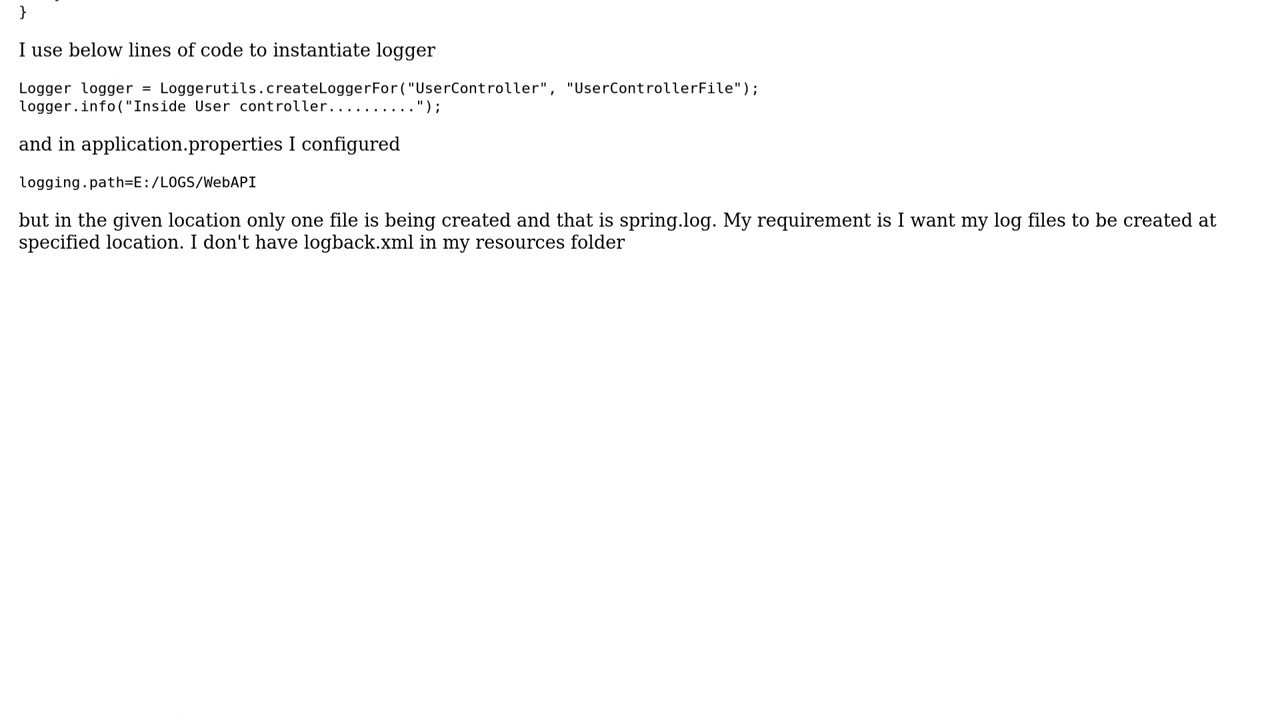 }
I use below lines of code to instantiate logger
Logger logger = Loggerutils.createLoggerFor("UserController", "UserControllerFile");
logger.info("Inside User controller..........");
and in application.properties I configured
logging.path=E:/LOGS/WebAPI
but in the given location only one file is being created and that is spring.log. My requirement is I want my log files to be created at
specified location. I don't have logback.xml in my resources folder